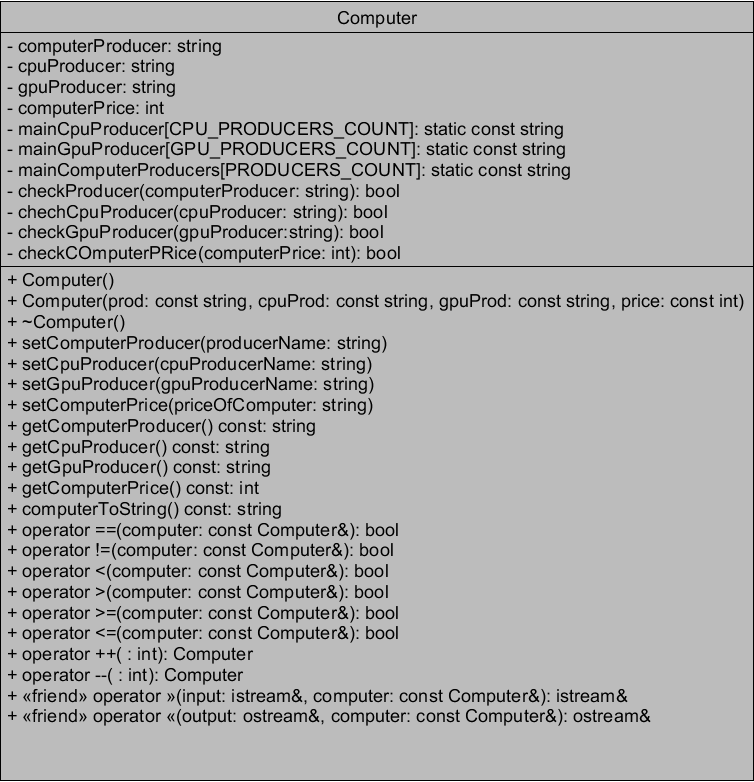 Computer
- computerProducer: string
- cpuProducer: string
- gpuProducer: string
- computerPrice: int
- mainCpuProducer[CPU_PRODUCERS_COUNT]: static const string
- mainGpuProducer[GPU_PRODUCERS_COUNT]: static const string
- mainComputerProducers[PRODUCERS_COUNT]: static const string
- checkProducer(computerProducer: string): bool
- chechCpuProducer(cpuProducer: string): bool
- checkGpuProducer(gpuProducer:string): bool
- checkCOmputerPRice(computerPrice: int): bool
+ Computer()
+ Computer(prod: const string, cpuProd: const string, gpuProd: const string, price: const int)
+ ~Computer()
+ setComputerProducer(producerName: string)
+ setCpuProducer(cpuProducerName: string)
+ setGpuProducer(gpuProducerName: string)
+ setComputerPrice(priceOfComputer: string)
+ getComputerProducer() const: string
+ getCpuProducer() const: string
+ getGpuProducer() const: string
+ getComputerPrice() const: int
+ computerToString() const: string
+ operator ==(computer: const Computer&): bool
+ operator !=(computer: const Computer&): bool
+ operator <(computer: const Computer&): bool
+ operator >(computer: const Computer&): bool
+ operator >=(computer: const Computer&): bool
+ operator <=(computer: const Computer&): bool
+ operator ++( : int): Computer
+ operator --( : int): Computer
+ «friend» operator »(input: istream&, computer: const Computer&): istream&
+ «friend» operator «(output: ostream&, computer: const Computer&): ostream&